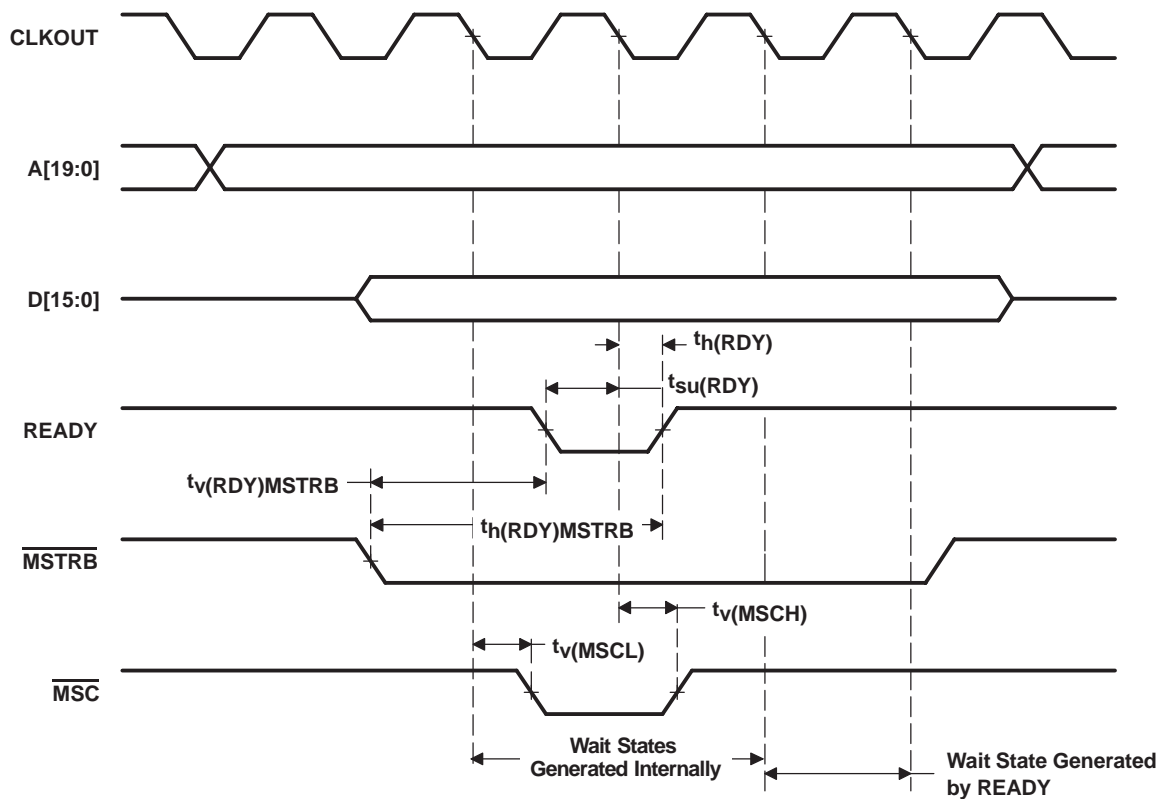 CLKOUT
A[19:0]
D[15:0]
th(RDY)
tsu(RDY)
READY
tv(RDY)MSTRB
th(RDY)MSTRB
MSTRB
tv(MSCH)
tv(MSCL)
MSC
Wait States
Generated Internally
Wait State Generated
by READY